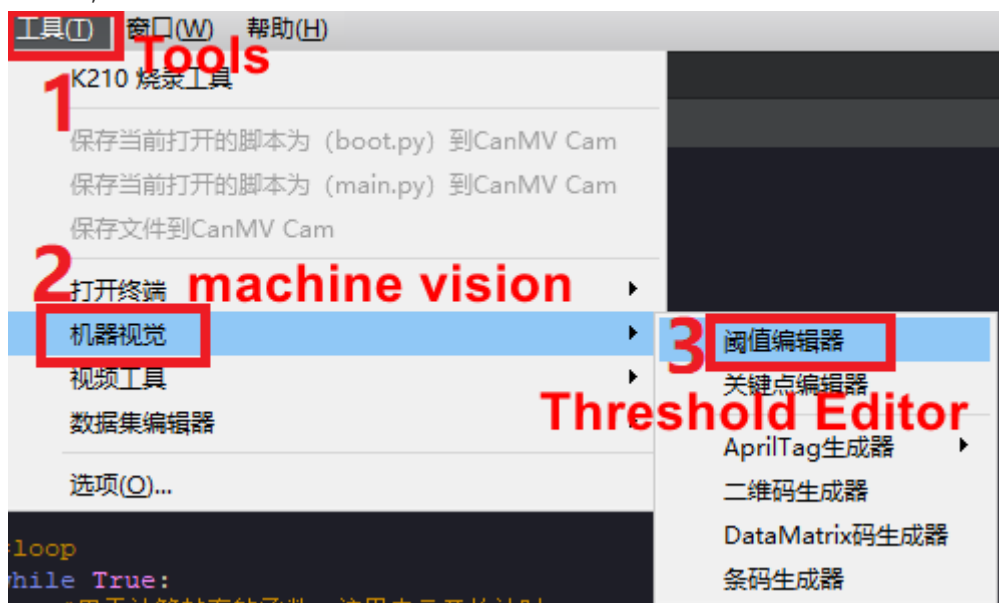 工具(T) 窗口(W) 帮助(H)
Tools
1
K210 烧录工具
保存当前打开的脚本为（boot.py）到CanMV Cam
保存当前打开的脚本为（main.py）到CanMV Cam
保存文件到CanMV Cam
2
打开终端
machine vision
机器视觉
3
阈值编辑器
视频工具
关键点编辑器
数据集编辑器
Threshold Editor
AprilTag生成器
选项(O)...
二维码生成器
DataMatrix码生成器
条码生成器
loop
while True: